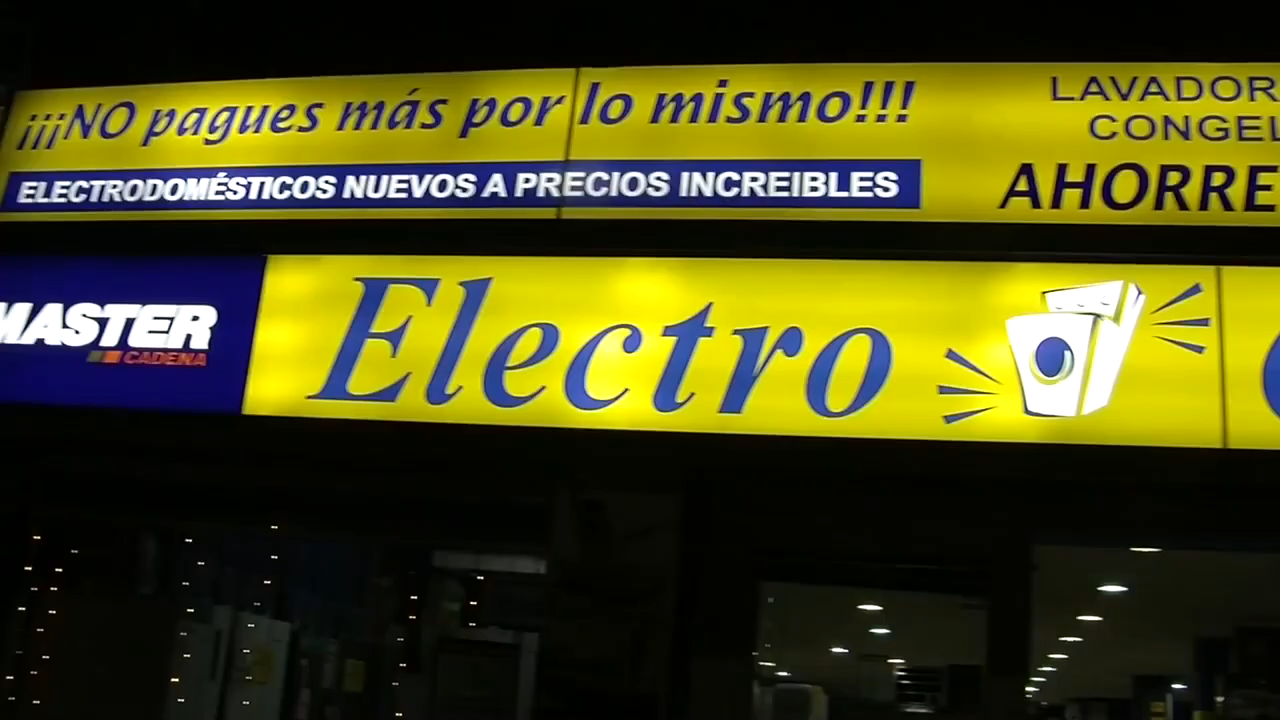 ¡¡¡NO pagues más por lo mismo!!!
ELECTRODOMÉSTICOS NUEVOS A PRECIOS INCREIBLES
LAVADOR
CONGEL
AHORRE
MASTER
CADENA
Electro